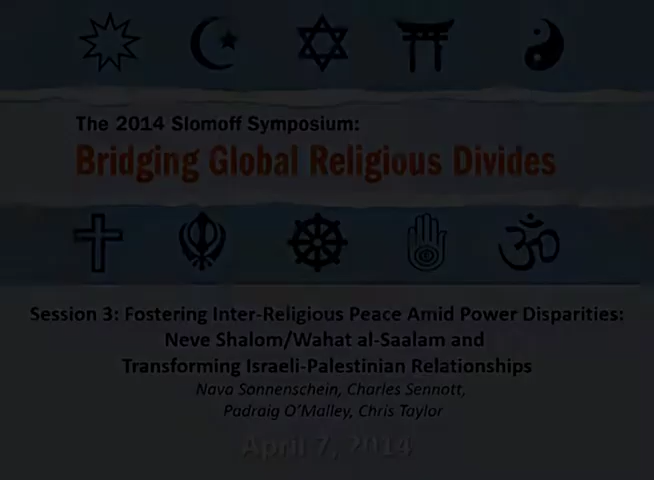 The 2014 Slomoff Symposium:
Bridging Global Religious Divides
Session 3: Fostering Inter-Religious Peace Amid Power Disparities:
Neve Shalom/Wahat al-Saalam and
Transforming Israeli-Palestinian Relationships
Nava Sonnenschein, Charles Sennott,
Padraig O'Malley, Chris Taylor
April 7, 2014